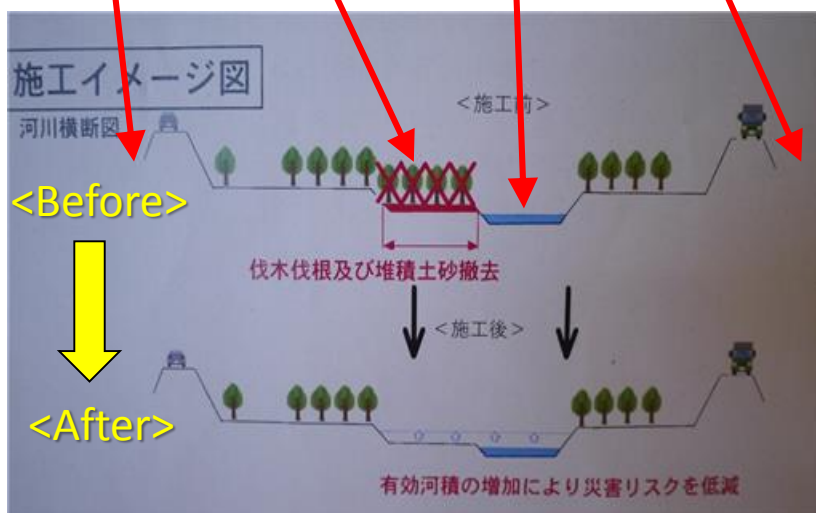 施工イメージ図
河川横断図
<施工前>
<Before>
伐木伐根及び堆積土砂撤去
<施工後>
<After>
有効河積の増加により災害リスクを低減